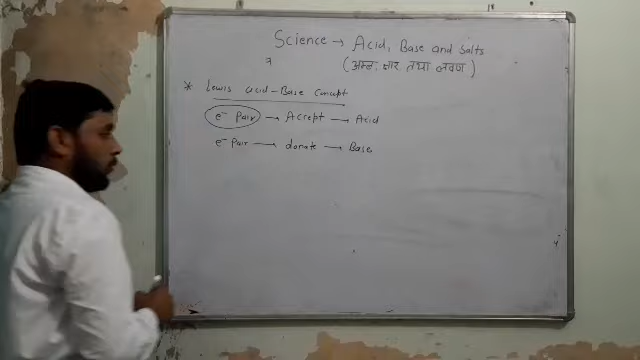 Science → Acid, Base and Salts
(अम्ल, क्षार तथा लवण)
* Lewis acid-Base Concept
e⁻ Pair → Accept → Acid
e⁻ Pair → donate → Base